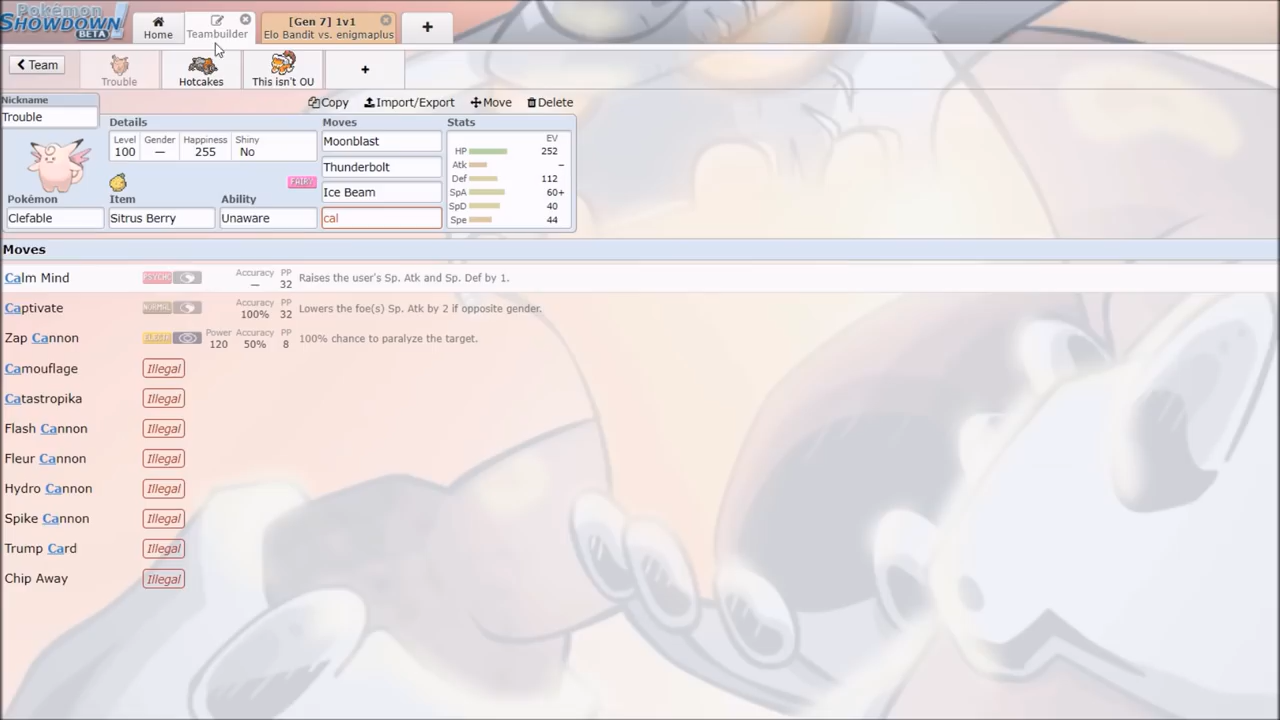 Pokémon
SHOWDOWN!
BETA
Home
Teambuilder
[Gen 7] 1v1
Elo Bandit vs. enigmaplus
+
< Team
Trouble
Hotcakes
This isn't OU
+
Nickname
Trouble
Copy Import/Export Move Delete
Details
Level Gender Happiness Shiny
100 — 255 No
FAIRY
Pokémon Item Ability
Clefable Sitrus Berry Unaware
Moves
Moonblast
Thunderbolt
Ice Beam
cal
Stats
EV
HP 252
Atk –
Def 112
SpA 60+
SpD 40
Spe 44
Moves
Calm Mind PSYCHC Accuracy — PP 32 Raises the user's Sp. Atk and Sp. Def by 1.
Captivate NORMAL Accuracy 100% PP 32 Lowers the foe(s) Sp. Atk by 2 if opposite gender.
Zap Cannon ELECTR Power 120 Accuracy 50% PP 8 100% chance to paralyze the target.
Camouflage Illegal
Catastropika Illegal
Flash Cannon Illegal
Fleur Cannon Illegal
Hydro Cannon Illegal
Spike Cannon Illegal
Trump Card Illegal
Chip Away Illegal